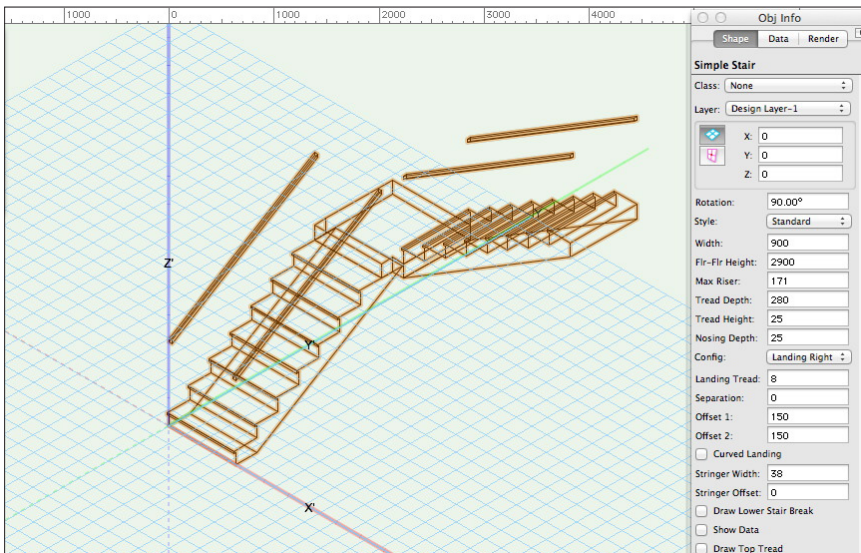 1000 0 1000 2000 3000 4000
Z'
Y'
Y'
X'
Obj Info
Shape Data Render
Simple Stair
Class: None
Layer: Design Layer-1
X: 0
Y: 0
Z: 0
Rotation: 90.00°
Style: Standard
Width: 900
Flr-Flr Height: 2900
Max Riser: 171
Tread Depth: 280
Tread Height: 25
Nosing Depth: 25
Config: Landing Right
Landing Tread: 8
Separation: 0
Offset 1: 150
Offset 2: 150
Curved Landing
Stringer Width: 38
Stringer Offset: 0
Draw Lower Stair Break
Show Data
Draw Top Tread